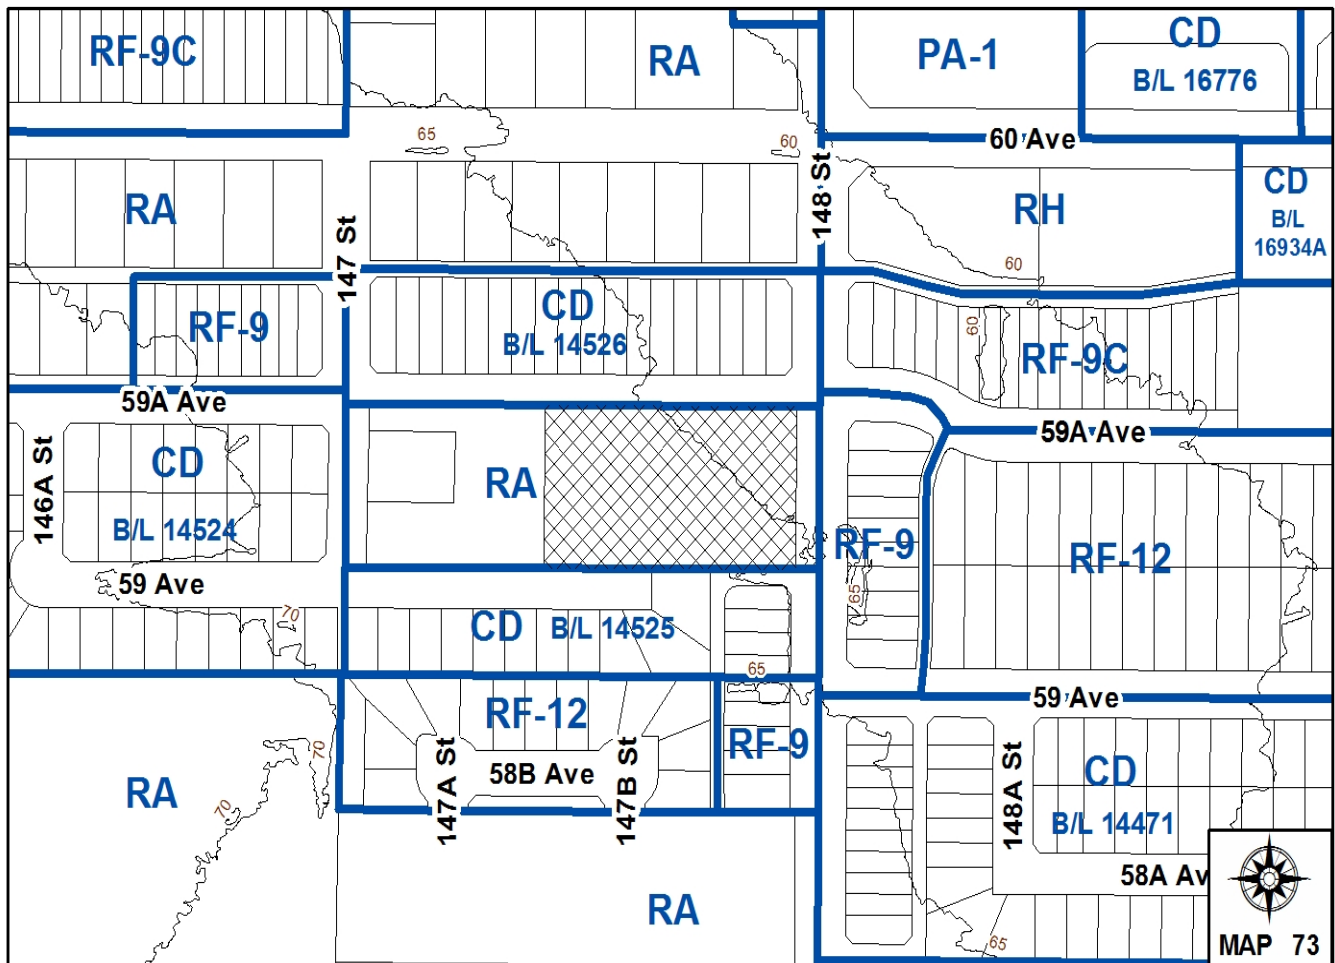 RF-9C
RA
PA-1
CD
B/L 16776
65
60
60 Ave
148 St
RA
RH
CD
B/L
16934A
147 St
60
RF-9
CD
B/L 14526
60
RF-9C
59A Ave
59A Ave
146A St
CD
B/L 14524
RA
RF-9
RF-12
59 Ave
65
70
CD B/L 14525
65
59 Ave
RF-12
RF-9
70
147A St
58B Ave
147B St
148A St
CD
B/L 14471
RA
70
58A Av
RA
65
MAP 73